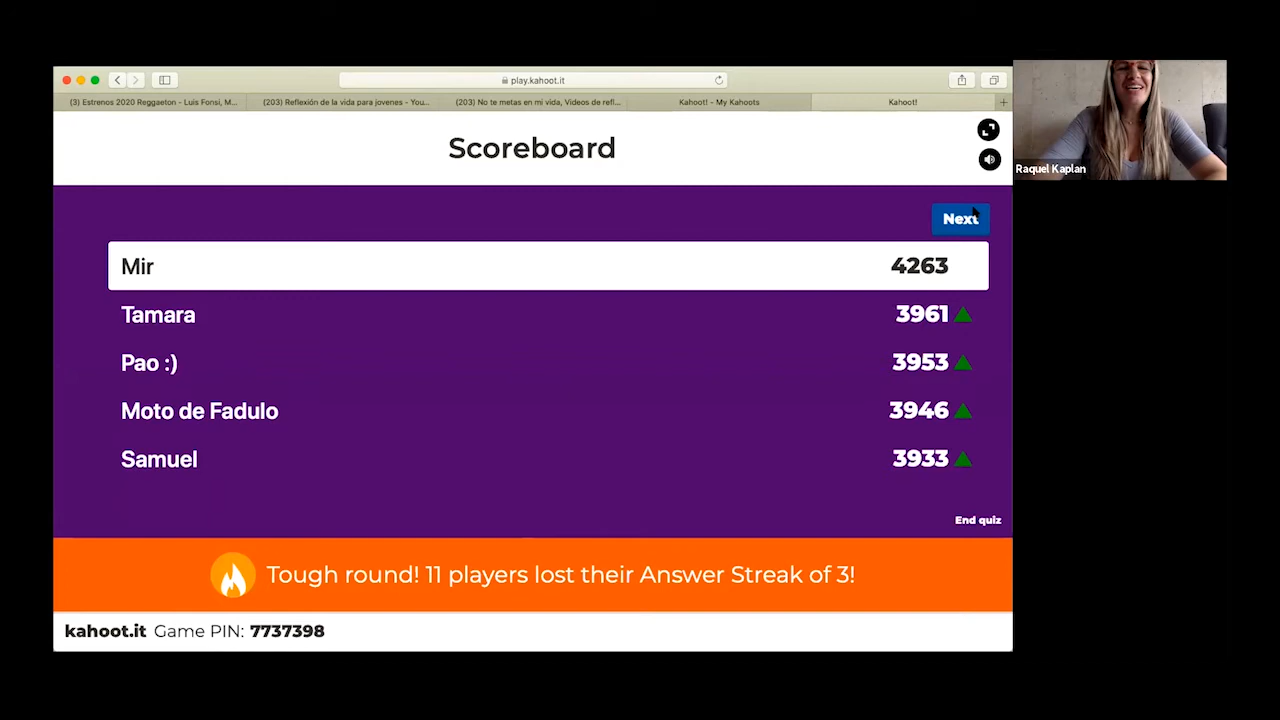 play.kahoot.it
(3) Estrenos 2020 Reggaeton - Luis Fonsi, M...
(203) Reflexión de la vida para jovenes - You...
(203) No te metas en mi vida, Videos de refl...
Kahoot! - My Kahoots
Kahoot!
Scoreboard
Raquel Kaplan
Next
Mir 4263
Tamara 3961
Pao :) 3953
Moto de Fadulo 3946
Samuel 3933
End quiz
Tough round! 11 players lost their Answer Streak of 3!
kahoot.it Game PIN: 7737398